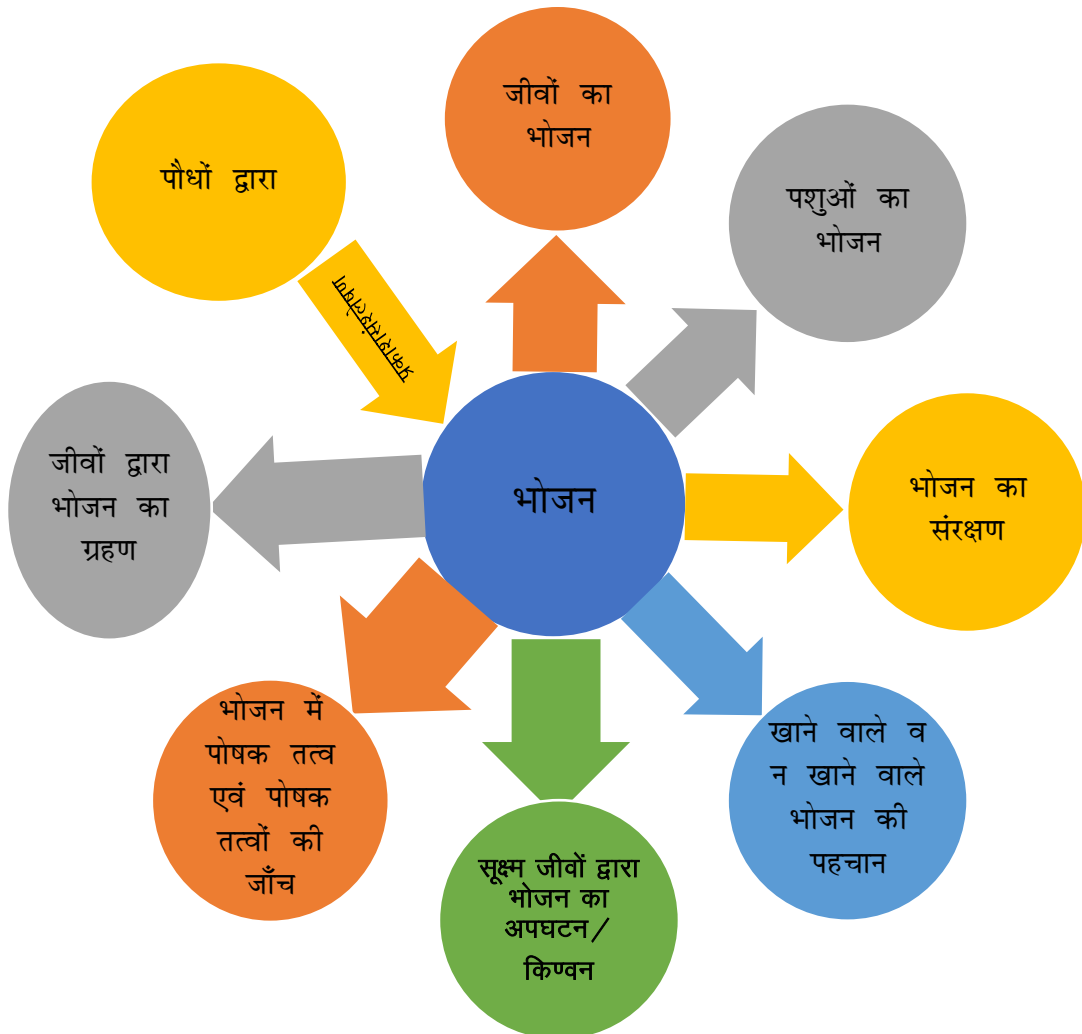 जीवों का
भोजन
पौधों द्वारा
पशुओं का
भोजन
प्रकाशसंश्लेषण
जीवों द्वारा
भोजन का
ग्रहण
भोजन
भोजन का
संरक्षण
भोजन में
पोषक तत्व
एवं पोषक
तत्वों की
जाँच
खाने वाले व
न खाने वाले
भोजन की
पहचान
सूक्ष्म जीवों द्वारा
भोजन का
अपघटन/
किण्वन